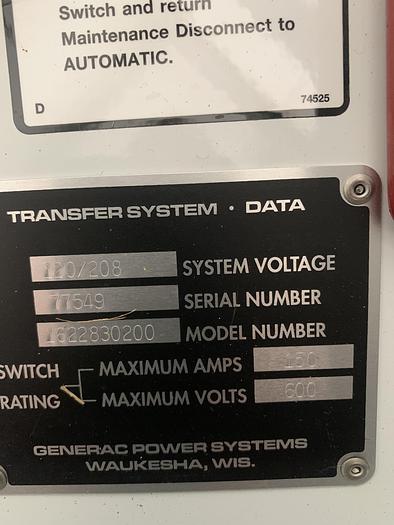 Switch and return
Maintenance Disconnect to
AUTOMATIC.
D 74525
TRANSFER SYSTEM · DATA
120/208 SYSTEM VOLTAGE
77549 SERIAL NUMBER
1622830200 MODEL NUMBER
SWITCH
RATING
MAXIMUM AMPS 150
MAXIMUM VOLTS 600
GENERAC POWER SYSTEMS
WAUKESHA, WIS.